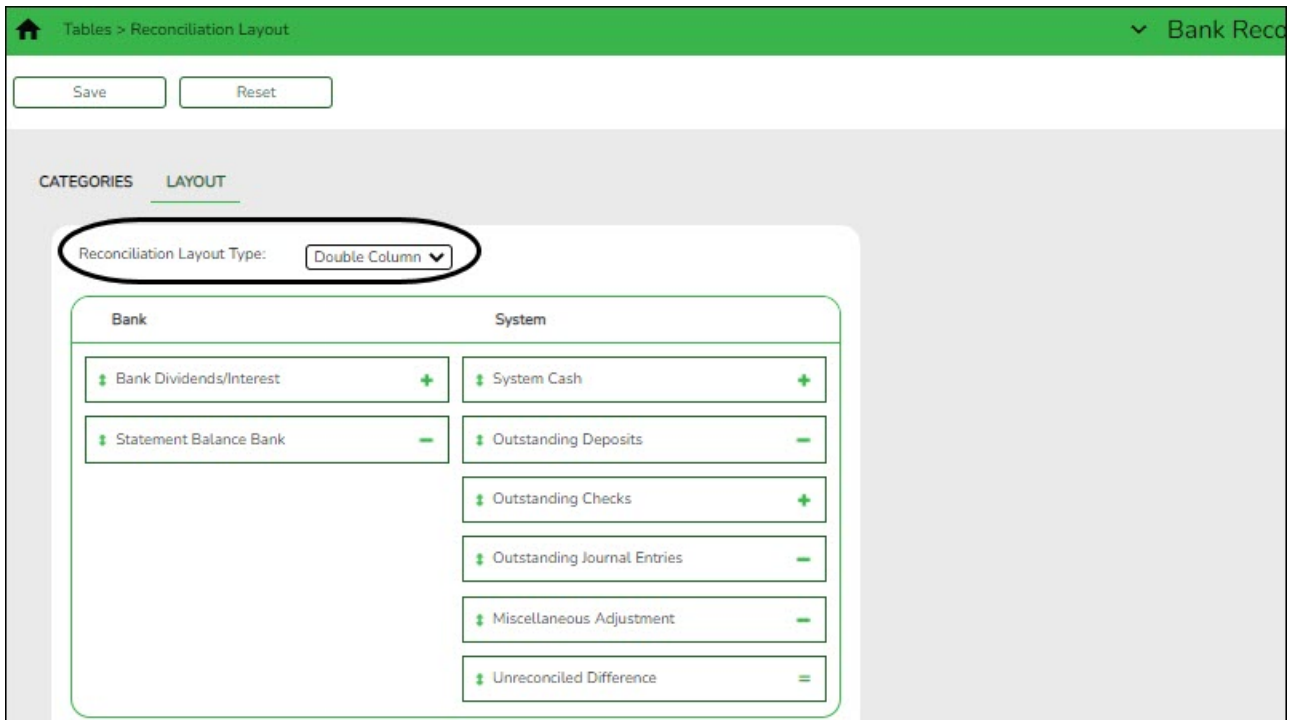 Tables > Reconciliation Layout
Bank Reco
Save Reset
CATEGORIES LAYOUT
Reconciliation Layout Type: Double Column
Bank System
Bank Dividends/Interest + System Cash +
Statement Balance Bank − Outstanding Deposits −
Outstanding Checks +
Outstanding Journal Entries −
Miscellaneous Adjustment −
Unreconciled Difference =